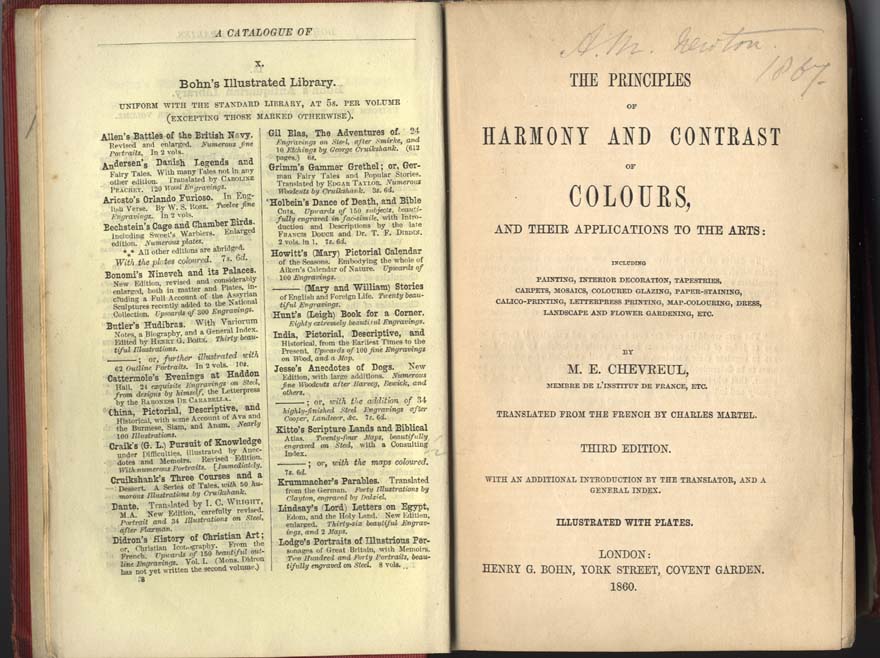 A CATALOGUE OF
X.
Bohn's Illustrated Library.
UNIFORM WITH THE STANDARD LIBRARY, AT 5s. PER VOLUME
(EXCEPTING THOSE MARKED OTHERWISE).
Allen's Battles of the British Navy.
Revised and enlarged. Numerous fine
Portraits. In 2 vols.
Andersen's Danish Legends and
Fairy Tales. With many Tales not in any
other edition. Translated by CAROLINE
PEACHEY. 120 Wood Engravings.
Ariosto's Orlando Furioso. In Eng-
lish Verse. By W. S. ROSE. Twelve fine
Engravings. In 2 vols.
Bechstein's Cage and Chamber Birds.
Including Sweet's Warblers. Enlarged
edition. Numerous plates.
*** All other editions are abridged.
With the plates coloured. 7s. 6d.
Bonomi's Nineveh and its Palaces.
New Edition, revised and considerably
enlarged, both in matter and Plates, in-
cluding a Full Account of the Assyrian
Sculptures recently added to the National
Collection. Upwards of 300 Engravings.
Butler's Hudibras. With Variorum
Notes, a Biography, and a General Index.
Edited by HENRY G. BOHN. Thirty beau-
tiful Illustrations.
———; or, further illustrated with
62 Outline Portraits. In 2 vols. 10s.
Cattermole's Evenings at Haddon
Hall. 24 exquisite Engravings on Steel,
from designs by himself, the Letterpress
by the BARONESS DE CARABELLA.
China, Pictorial, Descriptive, and
Historical, with some Account of Ava and
the Burmese, Siam, and Anam. Nearly
100 Illustrations.
Craik's (G. L.) Pursuit of Knowledge
under Difficulties, illustrated by Anec-
dotes and Memoirs. Revised Edition.
With numerous Portraits. [Immediately.
Cruikshank's Three Courses and a
Dessert. A Series of Tales, with 50 hu-
morous Illustrations by Cruikshank.
Dante. Translated by I. C. WRIGHT,
M.A. New Edition, carefully revised.
Portrait and 34 Illustrations on Steel,
after Flaxman.
Didron's History of Christian Art;
or, Christian Iconography. From the
French. Upwards of 150 beautiful out-
line Engravings. Vol. I. (Mons. Didron
has not yet written the second volume.)
Gil Blas, The Adventures of. 24
Engravings on Steel, after Smirke, and
10 Etchings by George Cruikshank. (612
pages.) 6s.
Grimm's Gammer Grethel; or, Ger-
man Fairy Tales and Popular Stories.
Translated by EDGAR TAYLOR. Numerous
Woodcuts by Cruikshank. 3s. 6d.
Holbein's Dance of Death, and Bible
Cuts. Upwards of 150 subjects, beauti-
fully engraved in fac-simile, with Intro-
duction and Descriptions by the late
FRANCIS DOUCE and Dr. T. F. DIBDIN.
2 vols. in 1. 7s. 6d.
Howitt's (Mary) Pictorial Calendar
of the Seasons. Embodying the whole of
Aiken's Calendar of Nature. Upwards of
100 Engravings.
——— (Mary and William) Stories
of English and Foreign Life. Twenty beau-
tiful Engravings.
Hunt's (Leigh) Book for a Corner.
Eighty extremely beautiful Engravings.
India, Pictorial, Descriptive, and
Historical, from the Earliest Times to the
Present. Upwards of 100 fine Engravings
on Wood, and a Map.
Jesse's Anecdotes of Dogs. New
Edition, with large additions. Numerous
fine Woodcuts after Harvey, Bewick, and
others.
———; or, with the addition of 34
highly-finished Steel Engravings after
Cooper, Landseer, &c. 7s. 6d.
Kitto's Scripture Lands and Biblical
Atlas. Twenty-four Maps, beautifully
engraved on Steel, with a Consulting
Index.
———; or, with the maps coloured.
7s. 6d.
Krummacher's Parables. Translated
from the German. Forty Illustrations by
Clayton, engraved by Dalziel.
Lindsay's (Lord) Letters on Egypt,
Edom, and the Holy Land. New Edition,
enlarged. Thirty-six beautiful Engrav-
ings, and 2 Maps.
Lodge's Portraits of Illustrious Per-
sonages of Great Britain, with Memoirs.
Two Hundred and Forty Portraits, beau-
tifully engraved on Steel. 8 vols.
A. M. Newton.
1867
THE PRINCIPLES
OF
HARMONY AND CONTRAST
OF
COLOURS,
AND THEIR APPLICATIONS TO THE ARTS:
INCLUDING
PAINTING, INTERIOR DECORATION, TAPESTRIES,
CARPETS, MOSAICS, COLOURED GLAZING, PAPER-STAINING,
CALICO-PRINTING, LETTERPRESS PRINTING, MAP-COLOURING, DRESS,
LANDSCAPE AND FLOWER GARDENING, ETC.
BY
M. E. CHEVREUL,
MEMBRE DE L'INSTITUT DE FRANCE, ETC.
TRANSLATED FROM THE FRENCH BY CHARLES MARTEL.
THIRD EDITION.
WITH AN ADDITIONAL INTRODUCTION BY THE TRANSLATOR, AND A
GENERAL INDEX.
ILLUSTRATED WITH PLATES.
LONDON:
HENRY G. BOHN, YORK STREET, COVENT GARDEN.
1860.